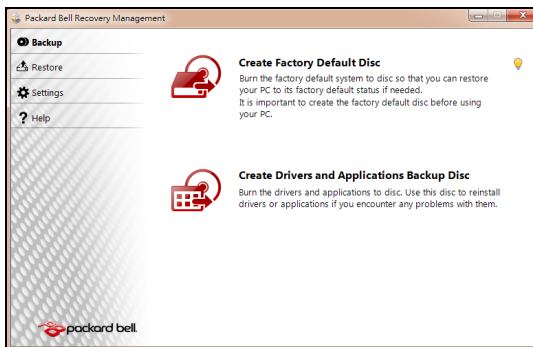 Packard Bell Recovery Management
Backup
Restore
Settings
? Help
Create Factory Default Disc
Burn the factory default system to disc so that you can restore
your PC to its factory default status if needed.
It is important to create the factory default disc before using
your PC.
Create Drivers and Applications Backup Disc
Burn the drivers and applications to disc. Use this disc to reinstall
drivers or applications if you encounter any problems with them.
packard bell.